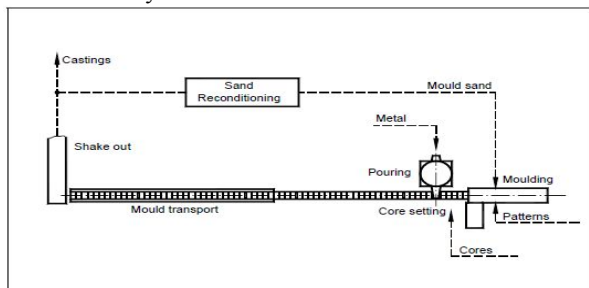 Castings
Sand
Reconditioning
Mould sand
Metal
Shake out
Pouring
Moulding
Mould transport
Core setting
Patterns
Cores